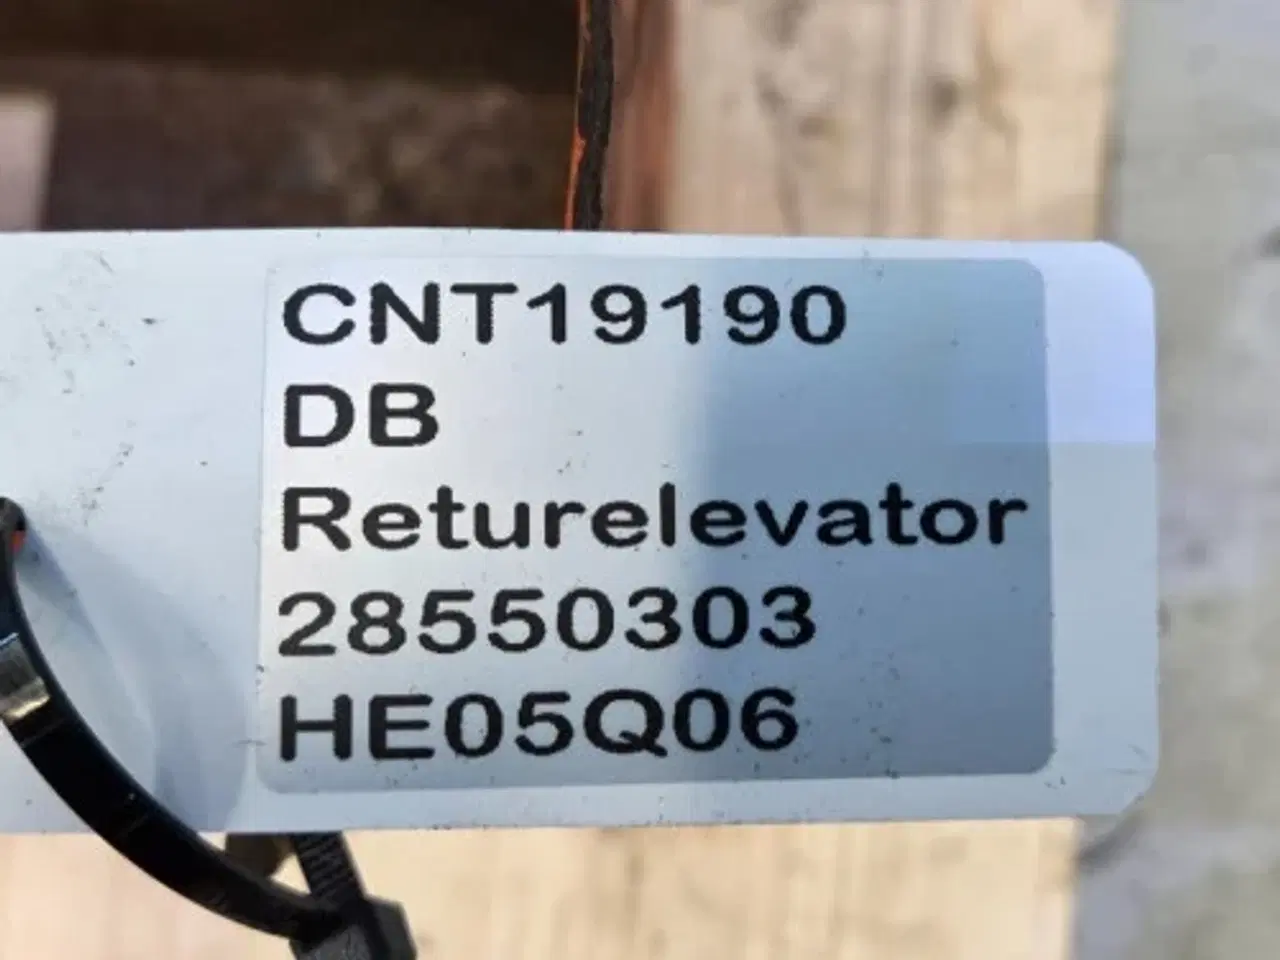 CNT19190
DB
Returelevator
28550303
HE05Q06